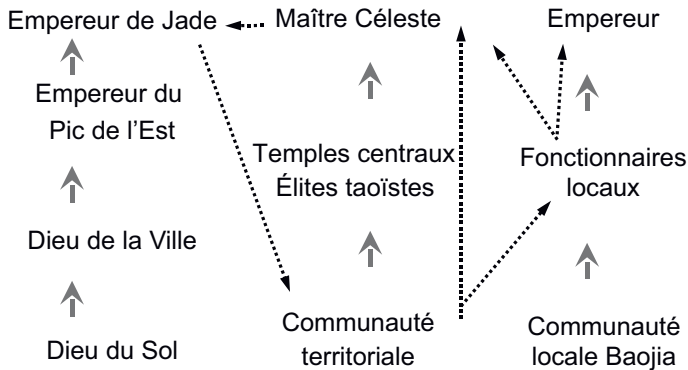 Empereur de Jade
Maître Céleste
Empereur
Empereur du
Pic de l'Est
Temples centraux
Élites taoïstes
Fonctionnaires
locaux
Dieu de la Ville
Dieu du Sol
Communauté
territoriale
Communauté
locale Baojia